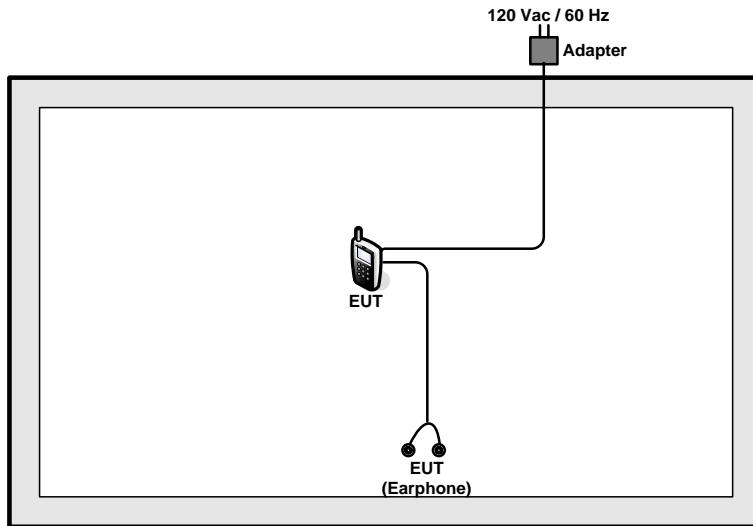 120 Vac / 60 Hz
Adapter
EUT
EUT
(Earphone)